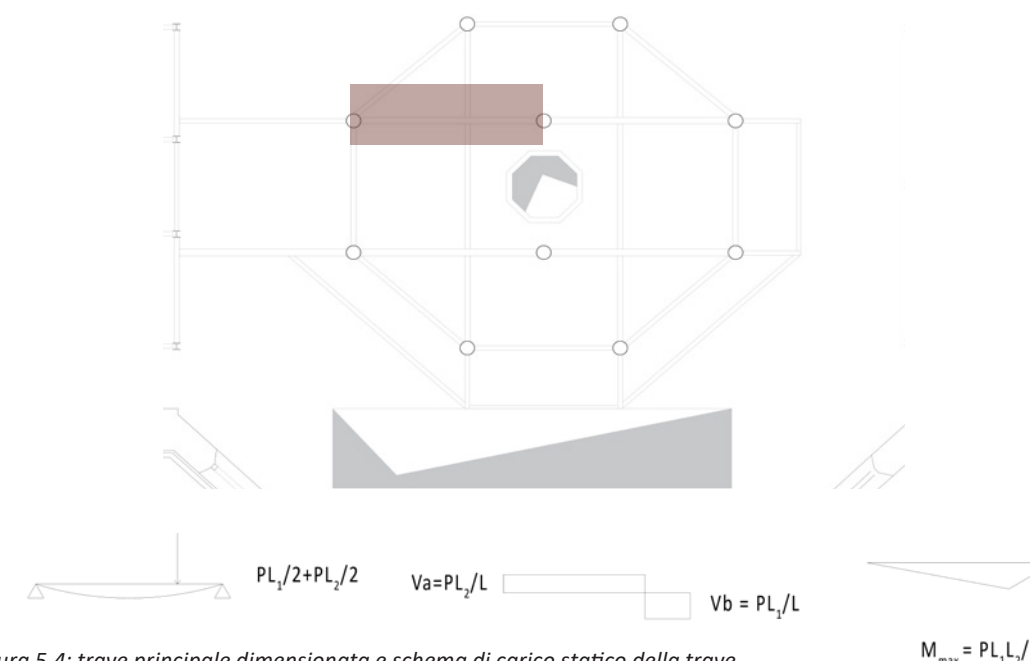 PL₁/2+PL₂/2
Va=PL₂/L
Vb = PL₁/L
M_max = PL₁L₂/
5.4: trave principale dimensionata e schema di carico statico della trave